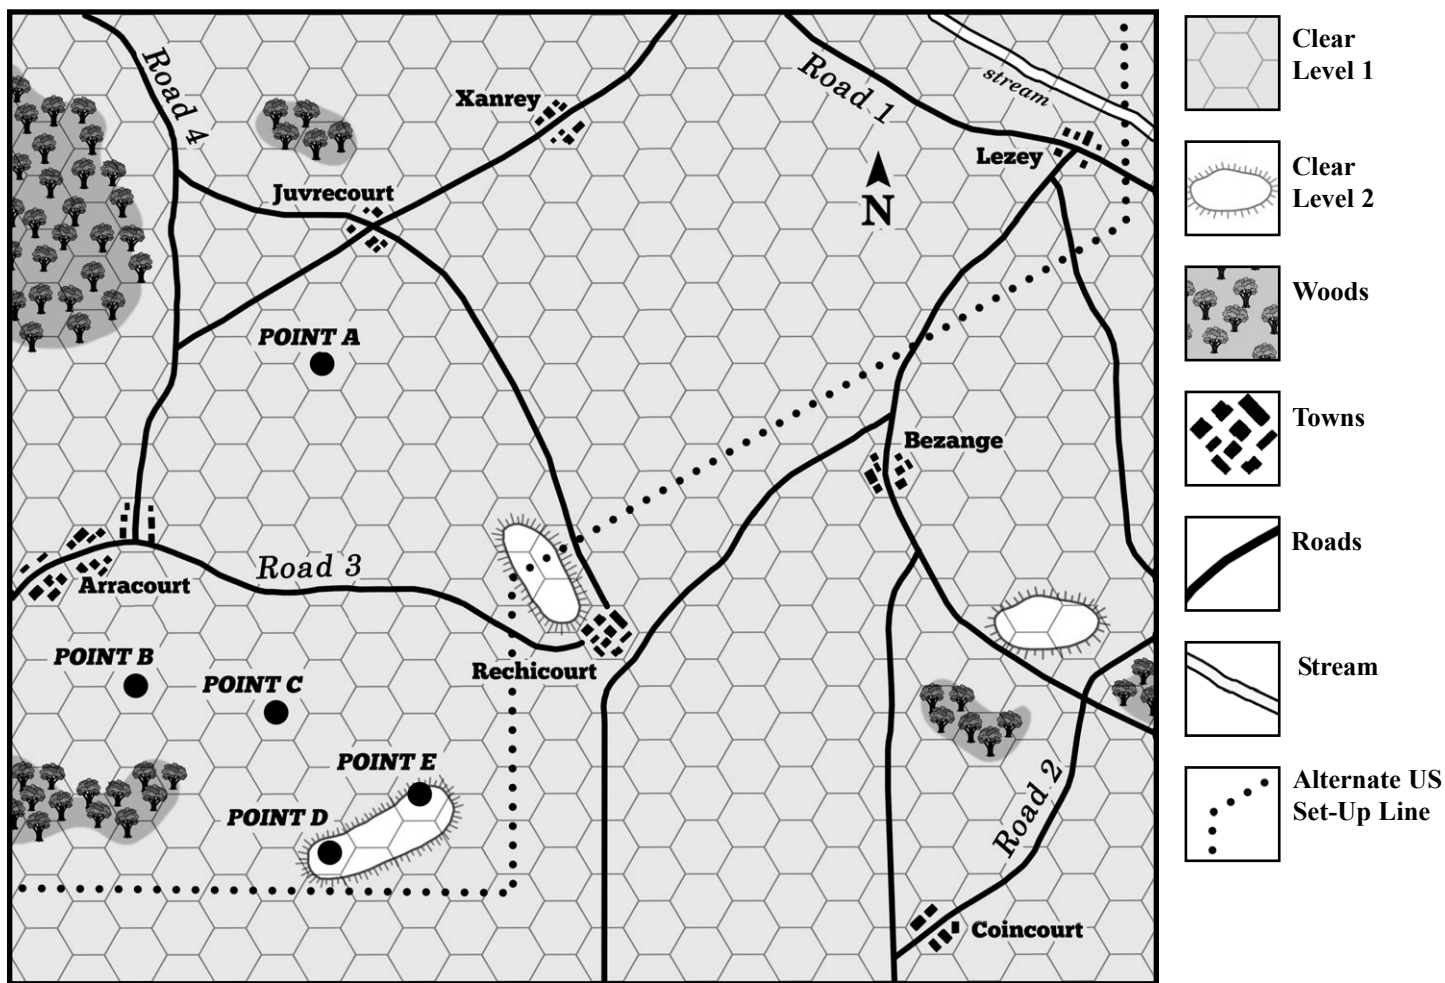 Road 4
Xanrey
Road 1
stream
Lezey
N
Juvrecourt
POINT A
Bezange
Road 3
Arracourt
Rechicourt
POINT B
POINT C
POINT E
POINT D
Road 2
Coincourt
Clear
Level 1
Clear
Level 2
Woods
Towns
Roads
Stream
Alternate US
Set-Up Line